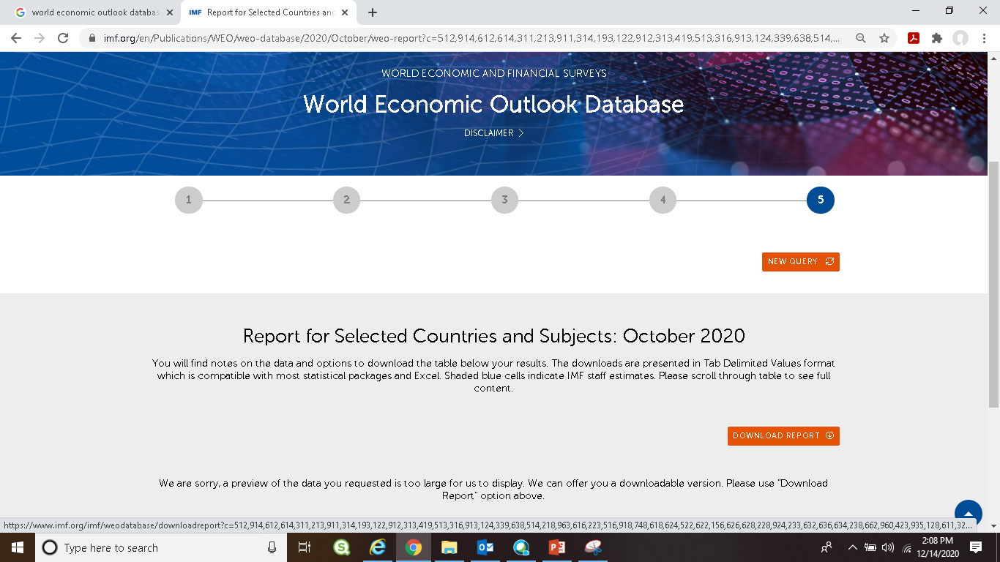 world economic outlook databas
IMF Report for Selected Countries and
imf.org/en/Publications/WEO/weo-database/2020/October/weo-report?c=512,914,612,614,311,213,911,314,193,122,912,313,419,513,316,913,124,339,638,514,...
WORLD ECONOMIC AND FINANCIAL SURVEYS
World Economic Outlook Database
DISCLAIMER
1 2 3 4 5
NEW QUERY
Report for Selected Countries and Subjects: October 2020
You will find notes on the data and options to download the table below your results. The downloads are presented in Tab Delimited Values format
which is compatible with most statistical packages and Excel. Shaded blue cells indicate IMF staff estimates. Please scroll through table to see full
content.
DOWNLOAD REPORT
We are sorry, a preview of the data you requested is too large for us to display. We can offer you a downloadable version. Please use "Download
Report" option above.
https://www.imf.org/imf/weodatabase/downloadreport?c=512,914,612,614,311,213,911,314,193,122,912,313,419,513,316,913,124,339,638,514,218,963,616,223,516,918,748,618,624,522,622,156,626,628,228,924,233,632,636,634,238,662,960,423,935,128,611,32...
Type here to search
2:08 PM
12/14/2020